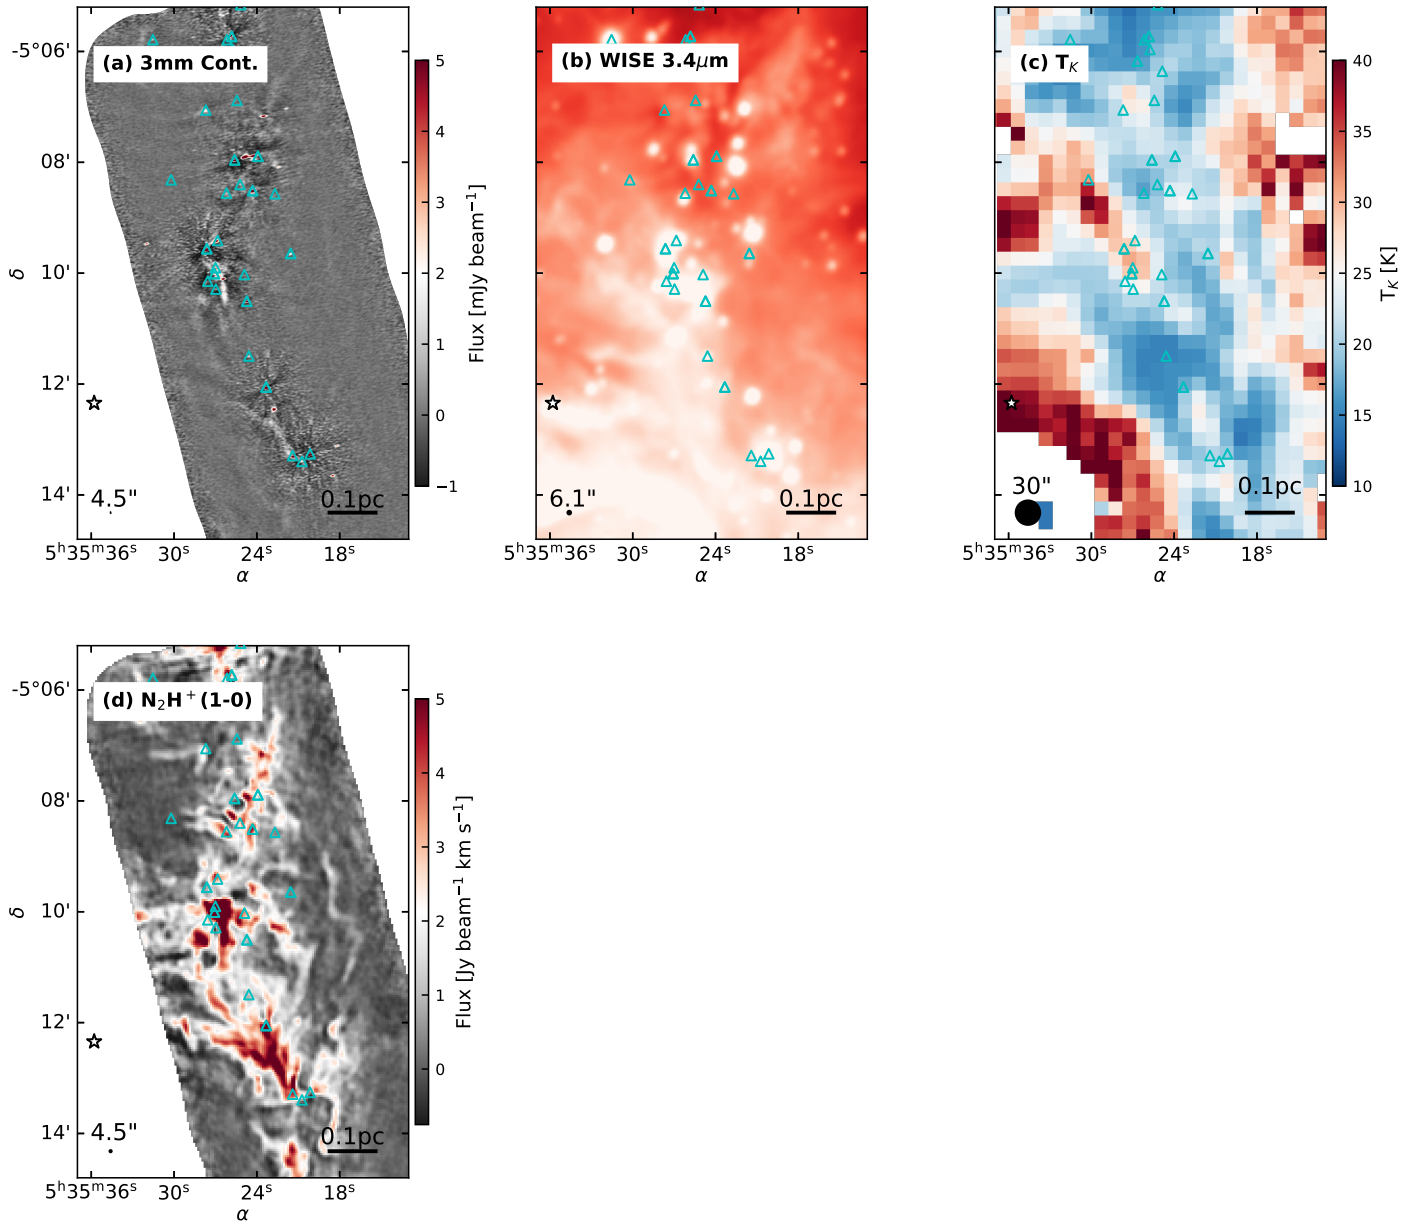 (a) 3mm Cont.
-5°06'
08'
10'
12'
14'
δ
4.5"
0.1pc
5ʰ35ᵐ36ˢ 30ˢ 24ˢ 18ˢ
α
5
4
3
2
1
0
−1
Flux [mJy beam⁻¹]
(b) WISE 3.4μm
6.1"
0.1pc
5ʰ35ᵐ36ˢ 30ˢ 24ˢ 18ˢ
α
(c) T_K
30"
0.1pc
5ʰ35ᵐ36ˢ 30ˢ 24ˢ 18ˢ
α
40
35
30
25
20
15
10
T_K [K]
(d) N₂H⁺(1-0)
-5°06'
08'
10'
12'
14'
δ
4.5"
0.1pc
5ʰ35ᵐ36ˢ 30ˢ 24ˢ 18ˢ
α
5
4
3
2
1
0
Flux [Jy beam⁻¹ km s⁻¹]